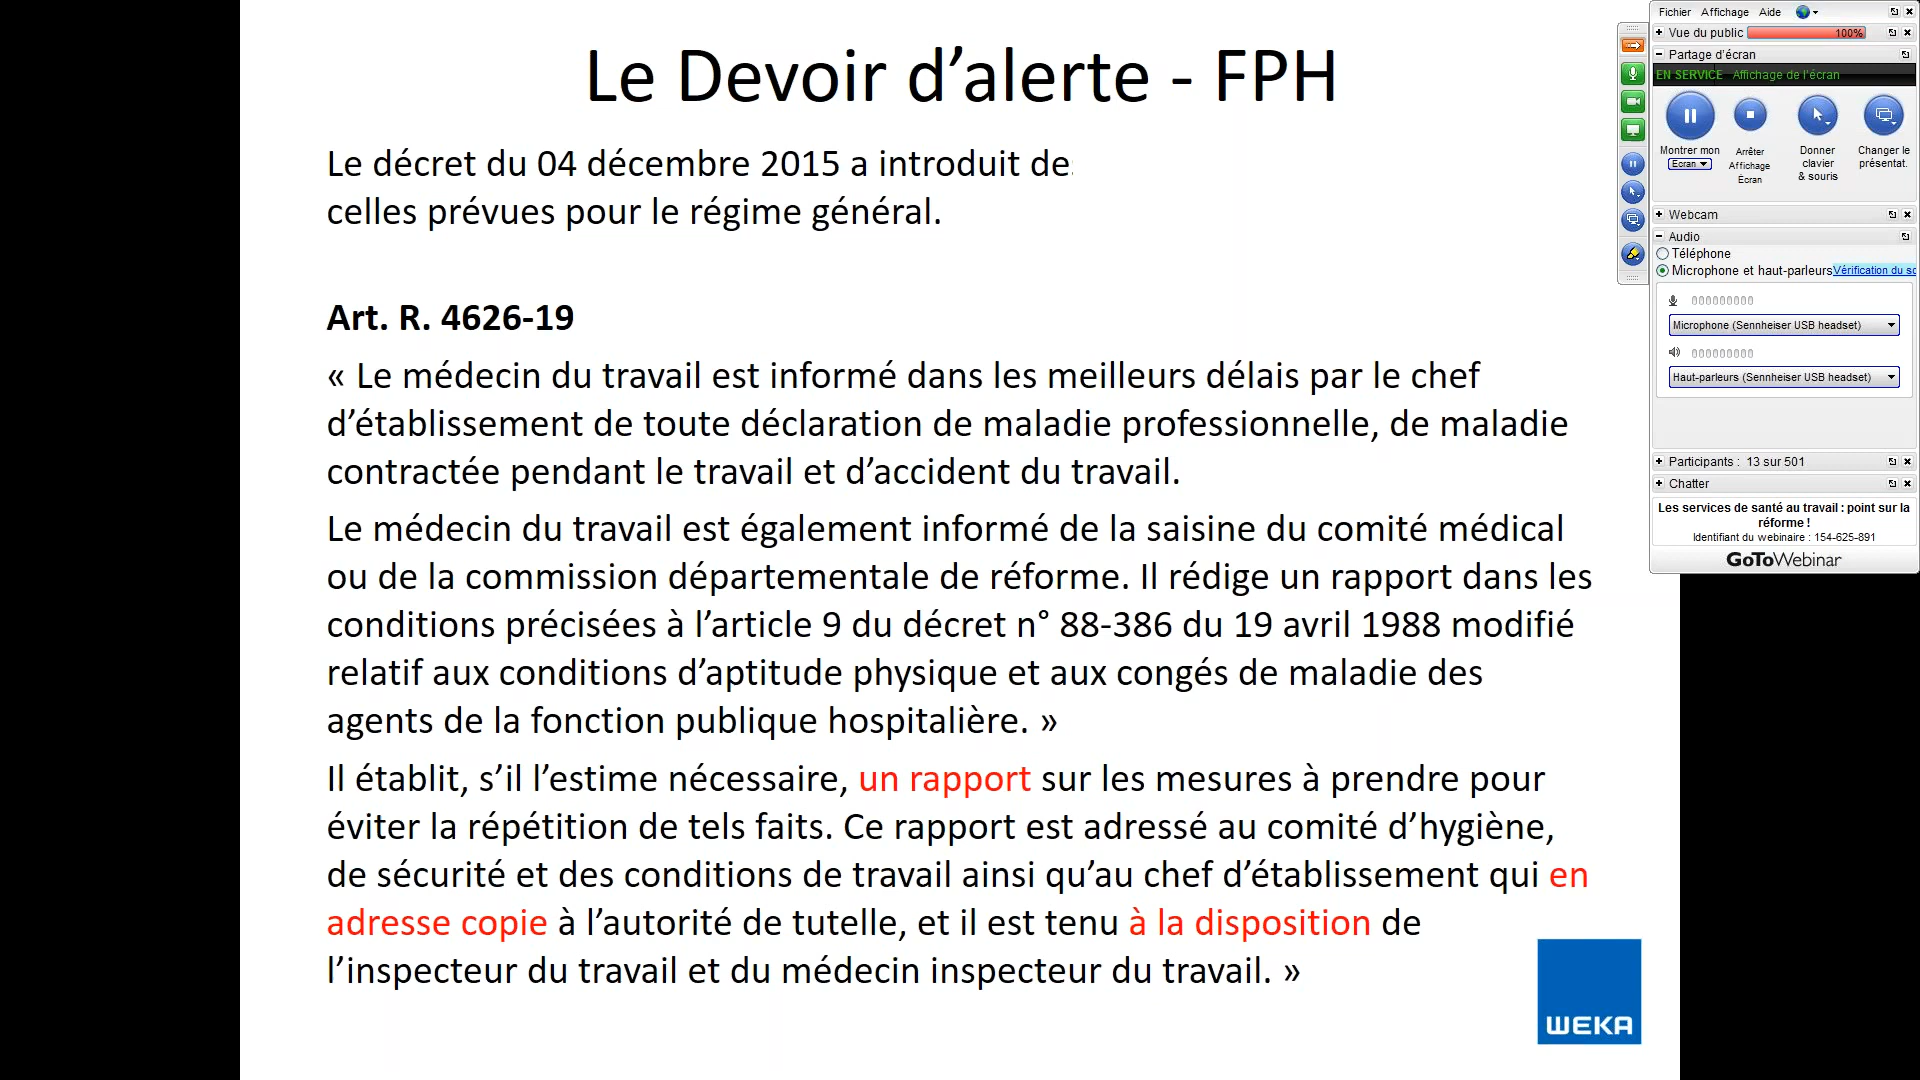 Le Devoir d’alerte - FPH
Le décret du 04 décembre 2015 a introduit
celles prévues pour le régime général.
Art. R. 4626-19
« Le médecin du travail est informé dans les meilleurs délais par le chef
d’établissement de toute déclaration de maladie professionnelle, de maladie
contractée pendant le travail et d’accident du travail.
Le médecin du travail est également informé de la saisine du comité médical
ou de la commission départementale de réforme. Il rédige un rapport dans les
conditions précisées à l’article 9 du décret n° 88-386 du 19 avril 1988 modifié
relatif aux conditions d’aptitude physique et aux congés de maladie des
agents de la fonction publique hospitalière. »
Il établit, s’il l’estime nécessaire, un rapport sur les mesures à prendre pour
éviter la répétition de tels faits. Ce rapport est adressé au comité d’hygiène,
de sécurité et des conditions de travail ainsi qu’au chef d’établissement qui en
adresse copie à l’autorité de tutelle, et il est tenu à la disposition de
l’inspecteur du travail et du médecin inspecteur du travail. »
WEKA
Fichier Affichage Aide
Vue du public 100%
Partage d'écran
EN SERVICE Affichage de l'écran
Montrer mon
Écran
Arrêter
Affichage
Écran
Donner
clavier
& souris
Changer le
présentat.
Webcam
Audio
Téléphone
Microphone et haut-parleurs Vérification du
000000000
Microphone (Sennheiser USB headset)
000000000
Haut-parleurs (Sennheiser USB headset)
Participants : 13 sur 501
Chatter
Les services de santé au travail : point sur la
réforme !
Identifiant du webinaire : 154-625-891
GoToWebinar